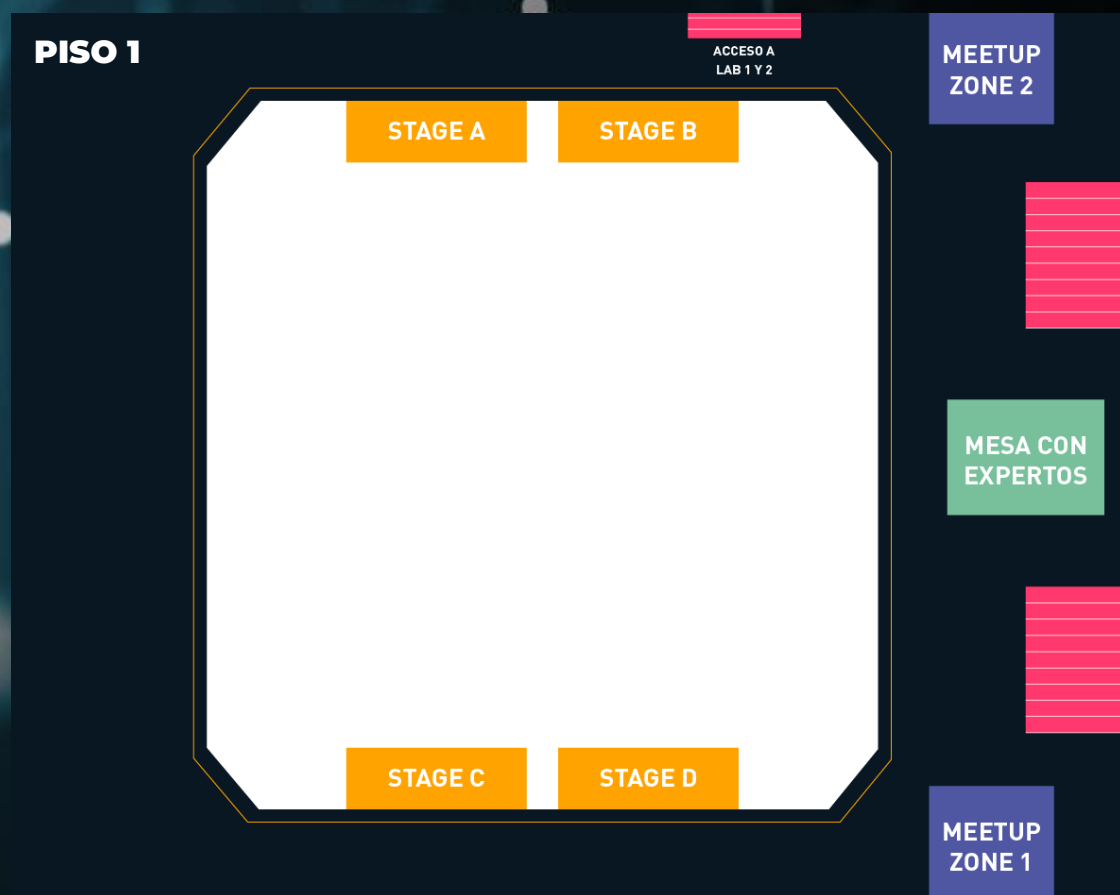 PISO 1
ACCESO A
LAB 1 Y 2
MEETUP
ZONE 2
STAGE A
STAGE B
MESA CON
EXPERTOS
STAGE C
STAGE D
MEETUP
ZONE 1